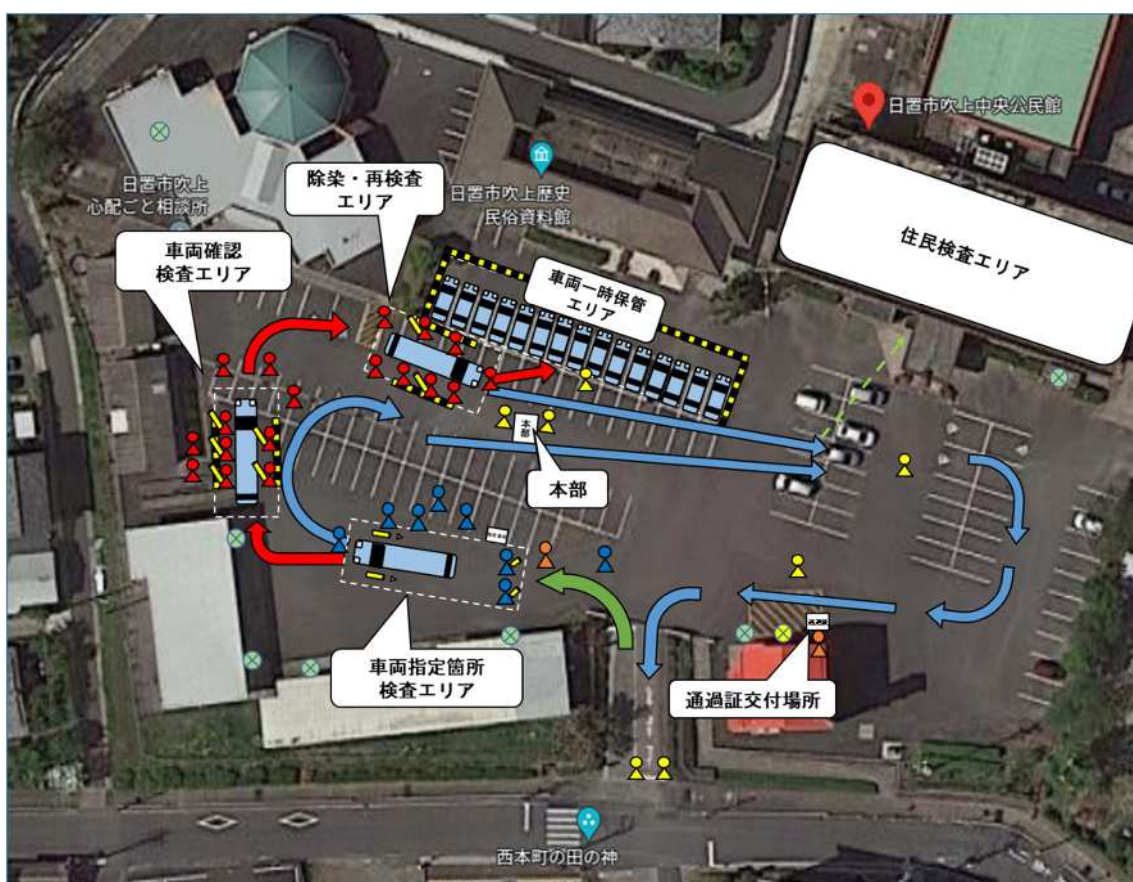 日置市吹上中央公民館
除染・再検査
エリア
日置市吹上歴史
民俗資料館
日置市吹上
心配ごと相談所
住民検査エリア
車両確認
検査エリア
車両一時保管
エリア
本
部
本部
車両指定箇所
検査エリア
通過証交付場所
西本町の田の神